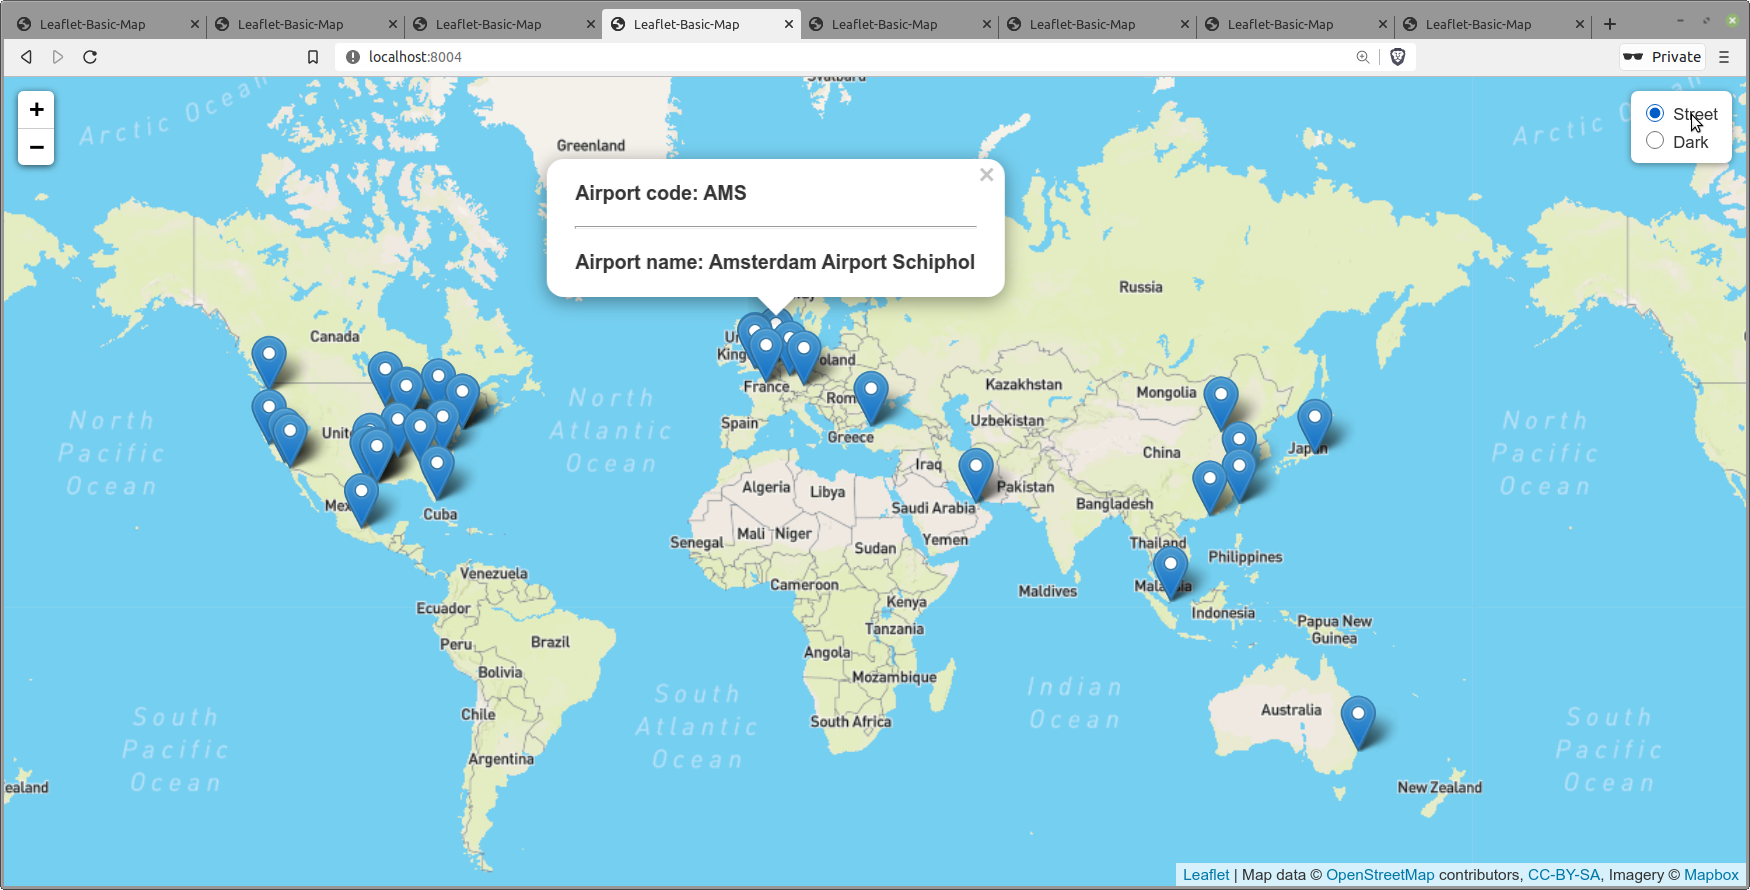 Leaflet-Basic-Map
Leaflet-Basic-Map
Leaflet-Basic-Map
Leaflet-Basic-Map
Leaflet-Basic-Map
Leaflet-Basic-Map
Leaflet-Basic-Map
Leaflet-Basic-Map
localhost:8004
Private
+
−
Street
Dark
Svalbard
Arctic Ocean
Arctic
Greenland
Airport code: AMS
Airport name: Amsterdam Airport Schiphol
Russia
Canada
Un
King
oland
France
Rom
Kazakhstan
Mongolia
Uzbekistan
Spain
Greece
North
Pacific
Ocean
North
Atlantic
Ocean
North
Pacific
Ocean
Unit
China
Japan
Iraq
Pakistan
Algeria
Libya
Saudi Arabia
Bangladesh
Mex
Cuba
Mali
Niger
Senegal
Sudan
Yemen
Thailand
Philippines
Venezuela
Cameroon
Maldives
Malaysia
Ecuador
Kenya
Indonesia
Tanzania
Papua New
Guinea
Peru
Brazil
Angola
Bolivia
Mozambique
South
Atlantic
Ocean
Indian
Ocean
Chile
South Africa
Australia
South
Pacific
Ocean
South
Pacific
Ocean
Argentina
ealand
New Zealand
Leaflet | Map data © OpenStreetMap contributors, CC-BY-SA, Imagery © Mapbox